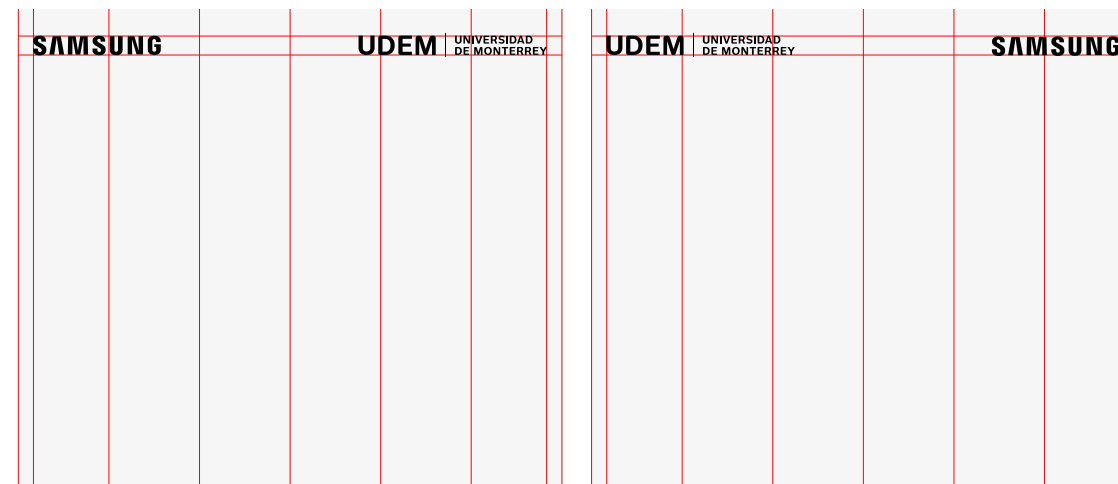 SAMSUNG
UDEM
UNIVERSIDAD
DE MONTERREY
UDEM
UNIVERSIDAD
DE MONTERREY
SAMSUNG